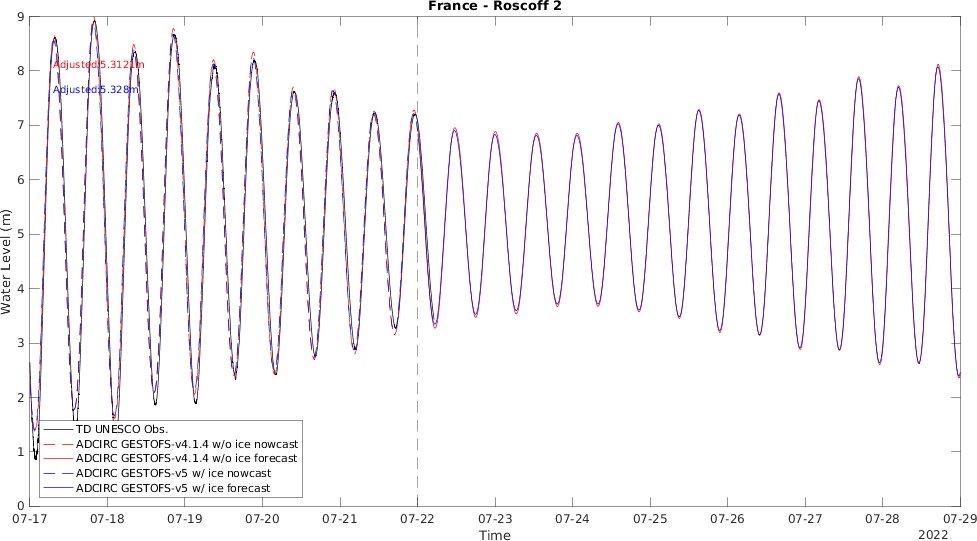 France - Roscoff 2
9
8
7
6
5
4
3
2
1
0
Water Level (m)
Adjusted:5.3121m
Adjusted:5.328m
TD UNESCO Obs.
ADCIRC GESTOFS-v4.1.4 w/o ice nowcast
ADCIRC GESTOFS-v4.1.4 w/o ice forecast
ADCIRC GESTOFS-v5 w/ ice nowcast
ADCIRC GESTOFS-v5 w/ ice forecast
07-17 07-18 07-19 07-20 07-21 07-22 07-23 07-24 07-25 07-26 07-27 07-28 07-29
Time
2022